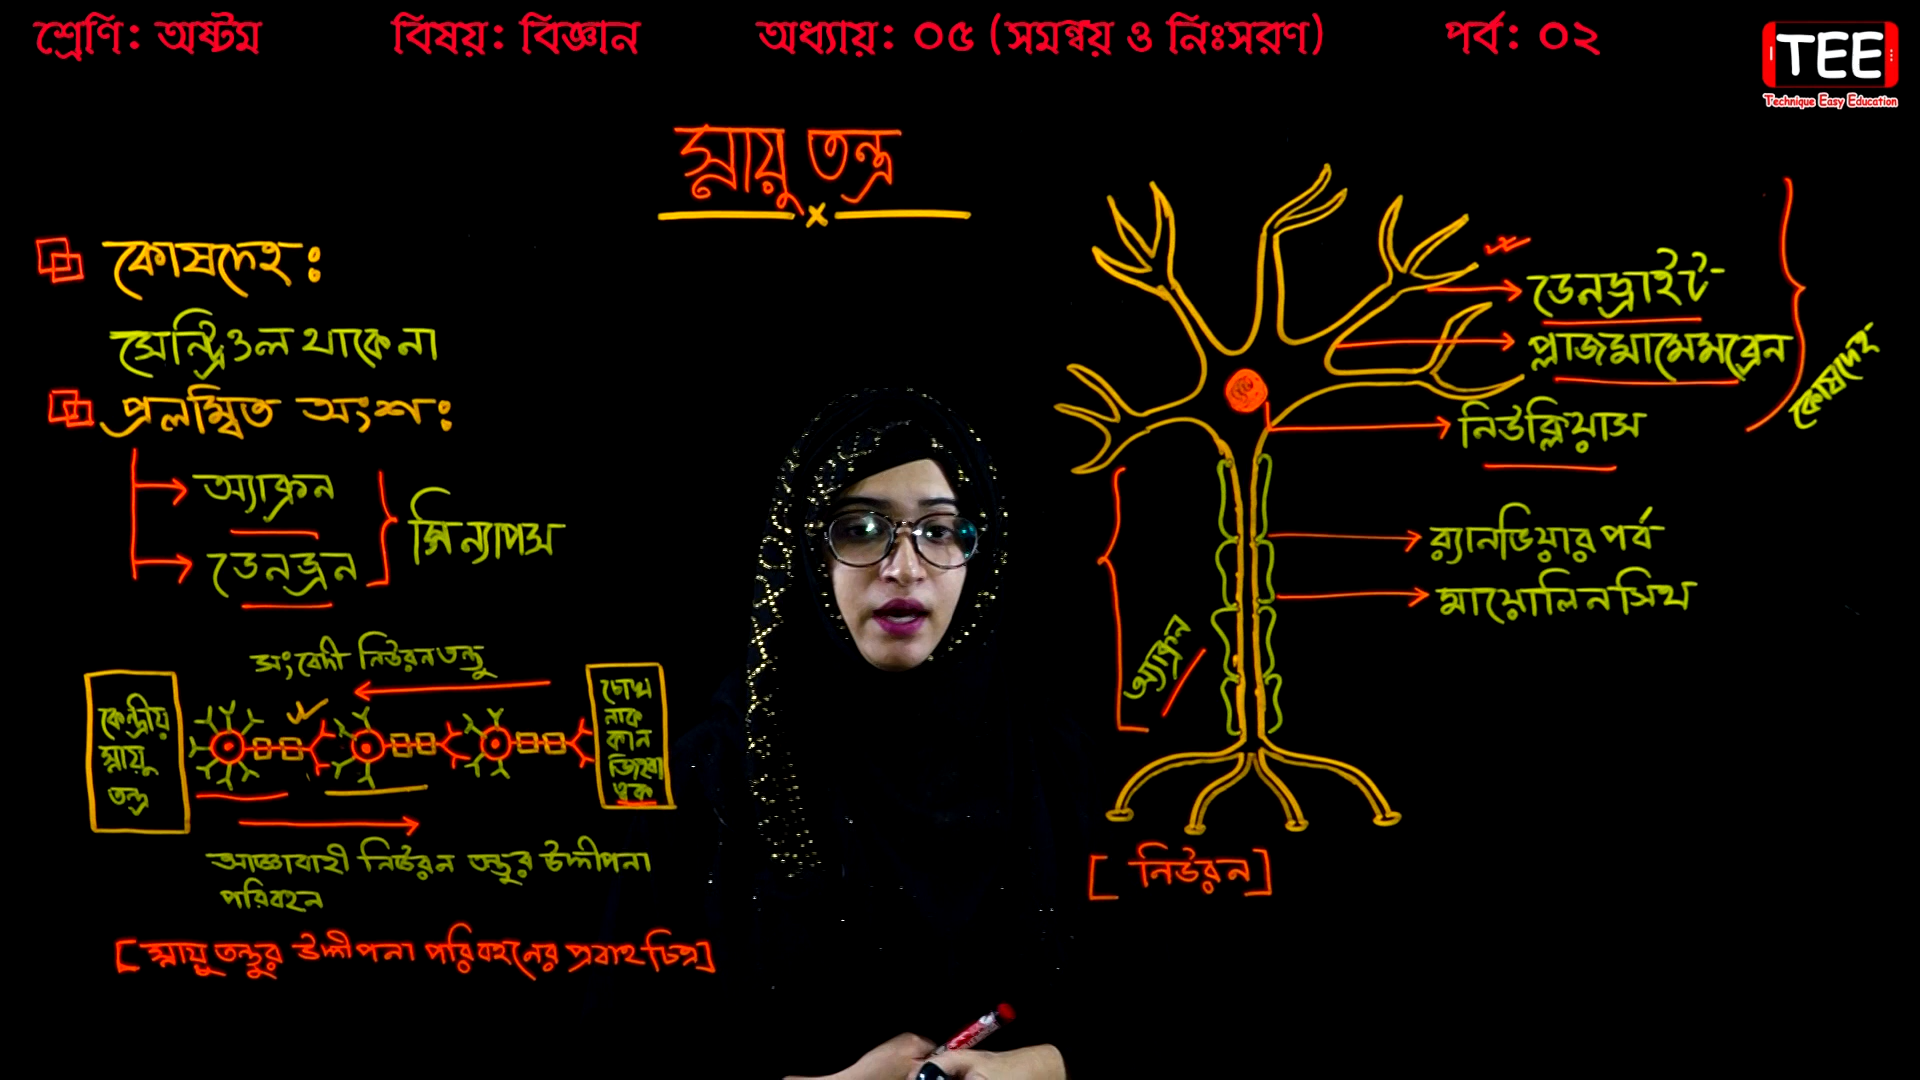 শ্রেণি: অষ্টম বিষয়: বিজ্ঞান অধ্যায়: ০৫ (সমন্বয় ও নিঃসরণ) পর্ব: ০২
TEE
Technique Easy Education
স্নায়ু তন্ত্র
কোষদেহ:
সেন্ট্রিওল থাকে না
প্রলম্বিত অংশ:
অ্যাক্সন
ডেনড্রন
সিন্যাপস
সংবেদী নিউরন তন্তু
কেন্দ্রীয়
স্নায়ু
তন্ত্র
চোখ
নাক
কান
জিহ্বা
ত্বক
আজ্ঞাবাহী নিউরন তন্তুর উদ্দীপনা
পরিবহন
[স্নায়ু তন্তুর উদ্দীপনা পরিবহনের প্রবাহ চিত্র]
ডেনড্রাইট
প্লাজমামেমব্রেন
কোষদেহ
নিউক্লিয়াস
র‍্যানভিয়ার পর্ব
মায়োলিন সিথ
অ্যাক্সন
[নিউরন]